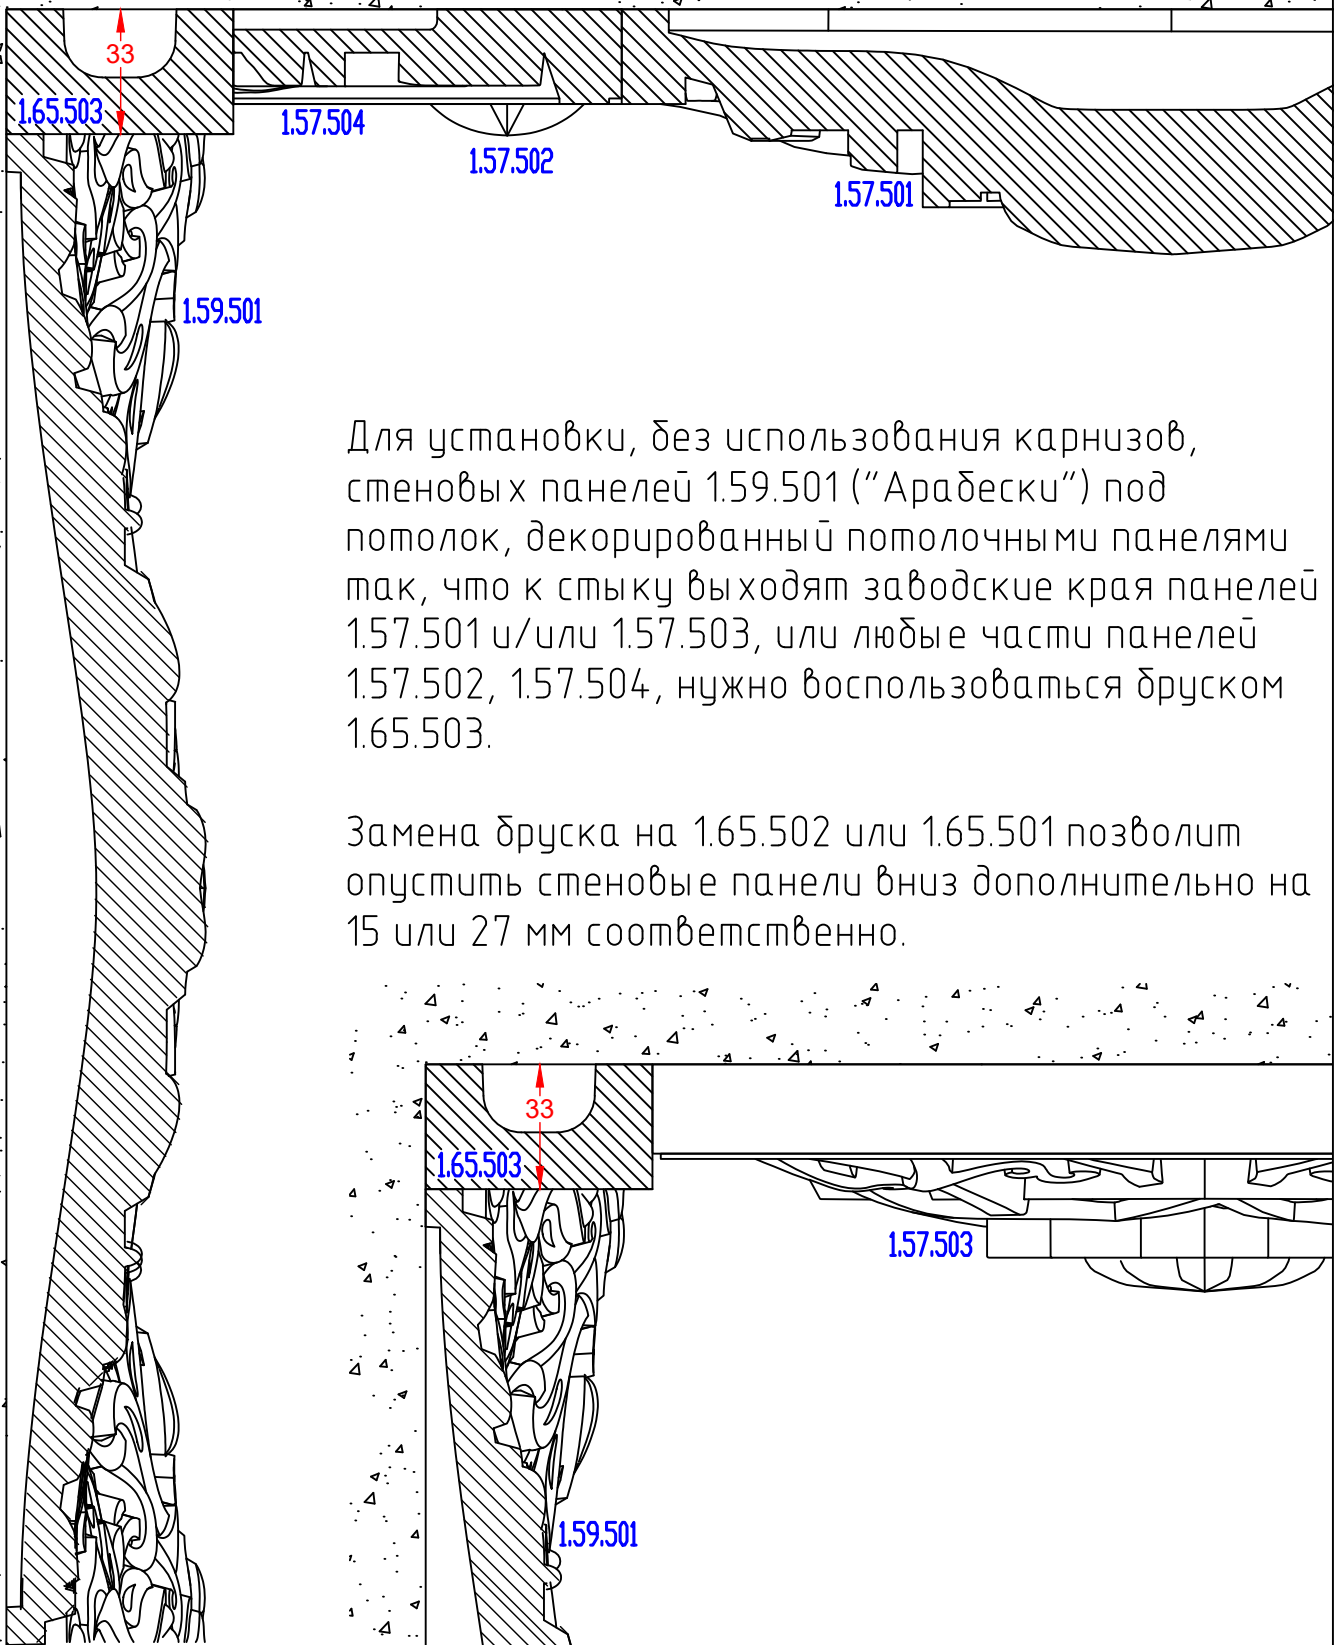 33
1.65.503
1.57.504
1.57.502
1.57.501
1.59.501
Для установки, без использования карнизов,
стеновых панелей 1.59.501 ("Арабески") под
потолок, декорированный потолочными панелями
так, что к стыку выходят заводские края панелей
1.57.501 и/или 1.57.503, или любые части панелей
1.57.502, 1.57.504, нужно воспользоваться бруском
1.65.503.
Замена бруска на 1.65.502 или 1.65.501 позволит
опустить стеновые панели вниз дополнительно на
15 или 27 мм соответственно.
33
1.65.503
1.57.503
1.59.501